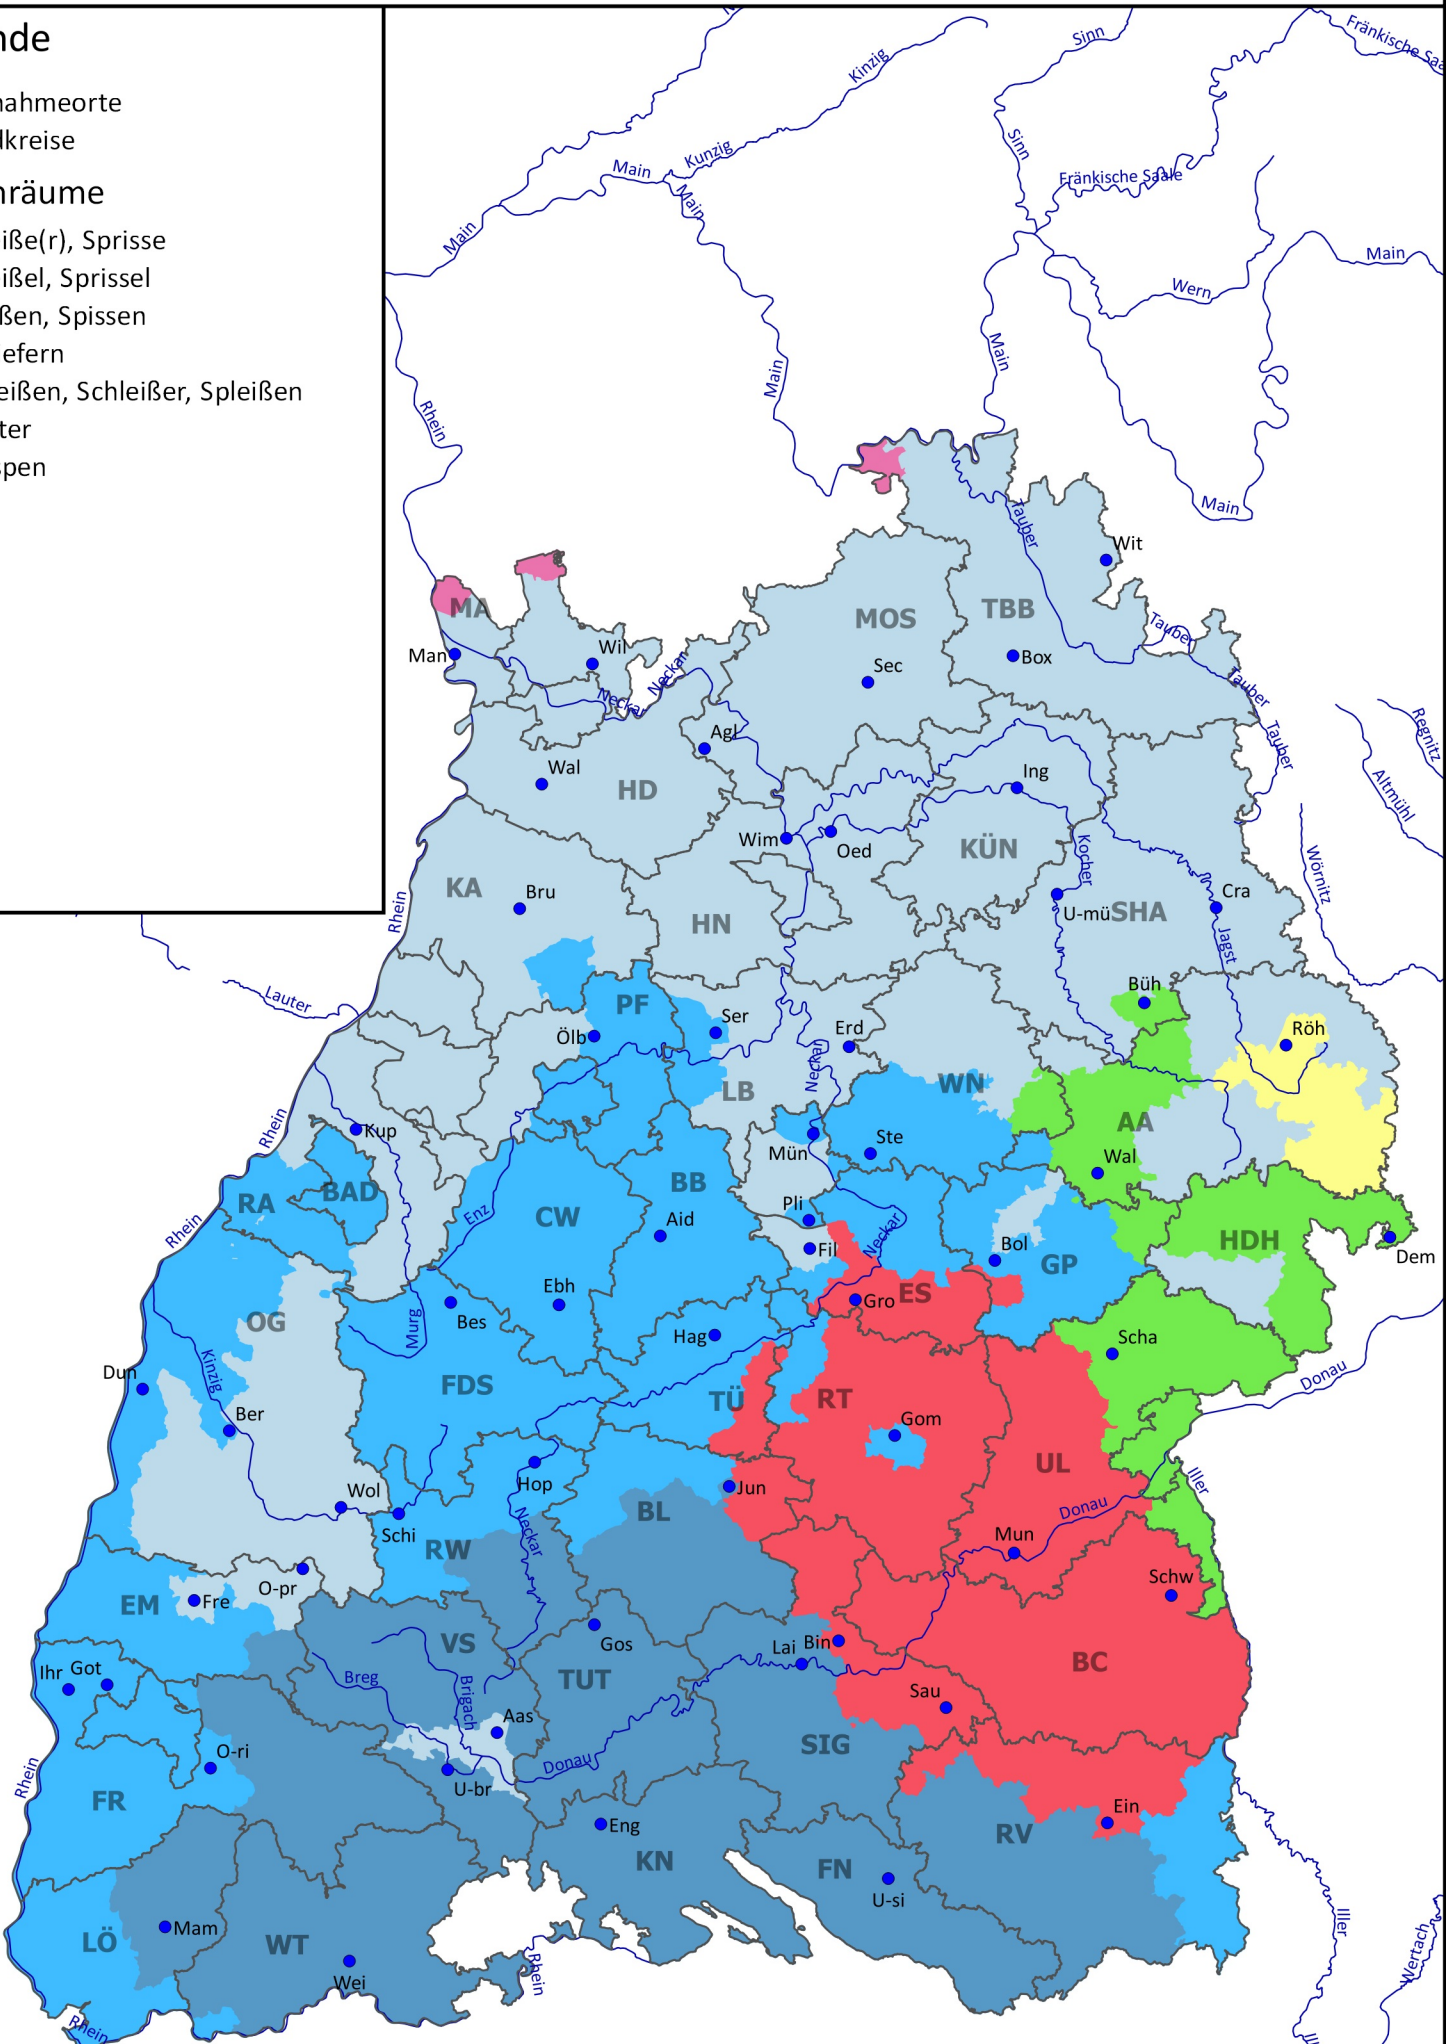 nde
nahmeorte
dkreise
nräume
iße(r), Sprisse
ißel, Sprissel
ßen, Spissen
iefern
eißen, Schleißer, Spleißen
ter
spen
Kinzig
Sinn
Fränkische Saa
Main
Kunzig
Main
Sinn
Fränkische Saale
Main
Main
Wern
Main
Main
Rhein
Main
Main
Tauber
Wit
MA
MOS
TBB
Tauber
Man
Wil
Neckar
Sec
Box
Neckar
Tauber
Regnitz
Agl
Tauber
Wal
HD
Ing
Altmühl
Wim
Oed
KÜN
Kocher
Wörnitz
KA
Bru
Rhein
HN
U-mü
SHA
Cra
Jagst
Lauter
PF
Büh
Ölb
Ser
Erd
Röh
Neckar
LB
WN
Rhein
Kup
AA
Ste
Mün
Wal
RA
BAD
BB
CW
Enz
Aid
Pli
Rhein
Neckar
Fil
Bol
GP
HDH
Dem
Ebh
Gro
ES
OG
Murg
Bes
Hag
Scha
Kinzig
Dun
FDS
TÜ
RT
Donau
Ber
Gom
UL
Iller
Wol
Hop
Jun
BL
Donau
Schi
Neckar
Mun
RW
O-pr
Schw
EM
Fre
VS
Gos
Lai
Bin
BC
Ihr
Got
Breg
Brigach
TUT
Sau
Aas
SIG
O-ri
Rhein
Donau
U-br
FR
Eng
Ein
RV
KN
FN
U-si
LÖ
Mam
WT
Iller
Wertach
Wei
Rhein
Rhein